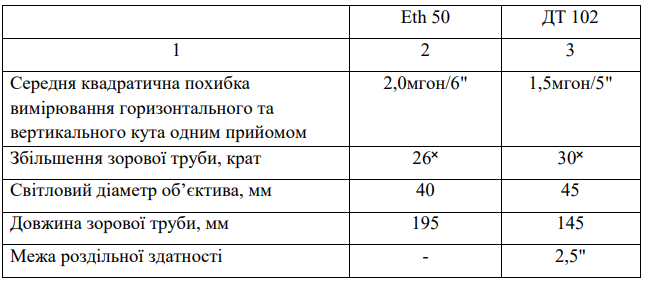 Eth 50 ДТ 102
1 2 3
Середня квадратична похибка 2,0мгон/6" 1,5мгон/5"
вимірювання горизонтального та
вертикального кута одним прийомом
Збільшення зорової труби, крат 26ˣ 30ˣ
Світловий діаметр об’єктива, мм 40 45
Довжина зорової труби, мм 195 145
Межа роздільної здатності - 2,5"